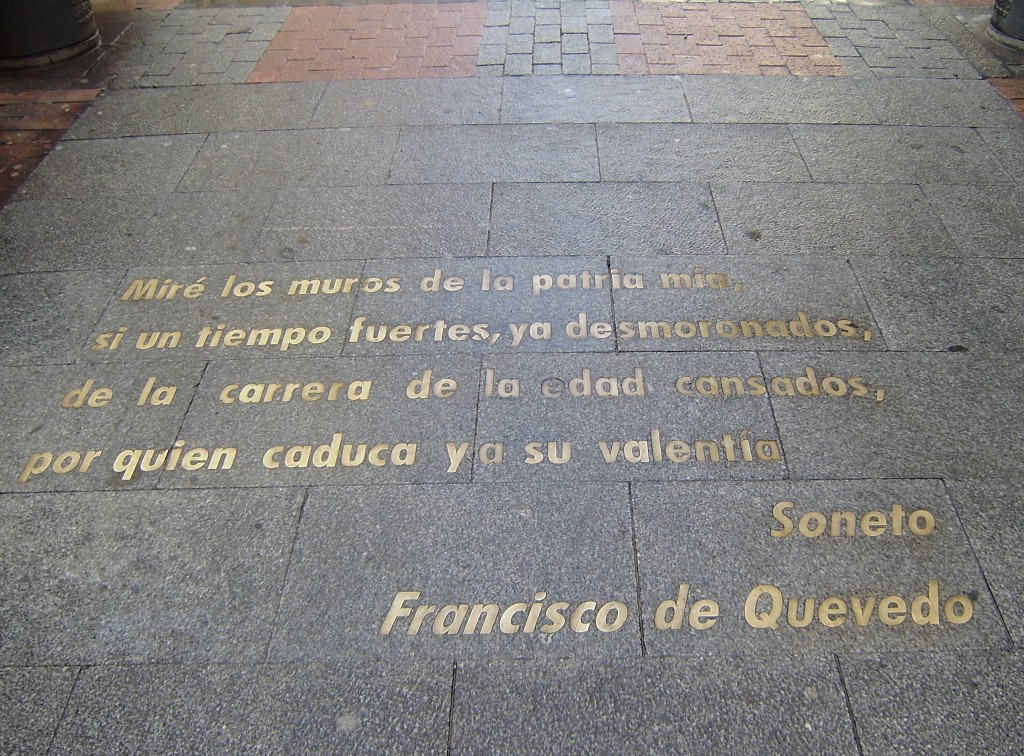 Miré los muros de la patria mia,
si un tiempo fuertes, ya desmoronados,
de la carrera de la edad cansados,
por quien caduca ya su valentía
Soneto
Francisco de Quevedo